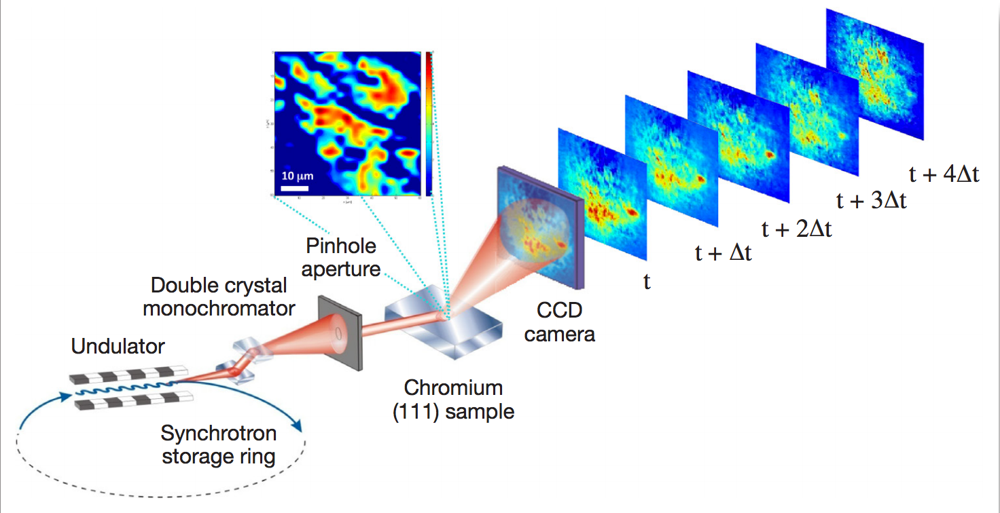 10 μm
Pinhole
aperture
Double crystal
monochromator
Undulator
Synchrotron
storage ring
Chromium
(111) sample
CCD
camera
t
t + Δt
t + 2Δt
t + 3Δt
t + 4Δt